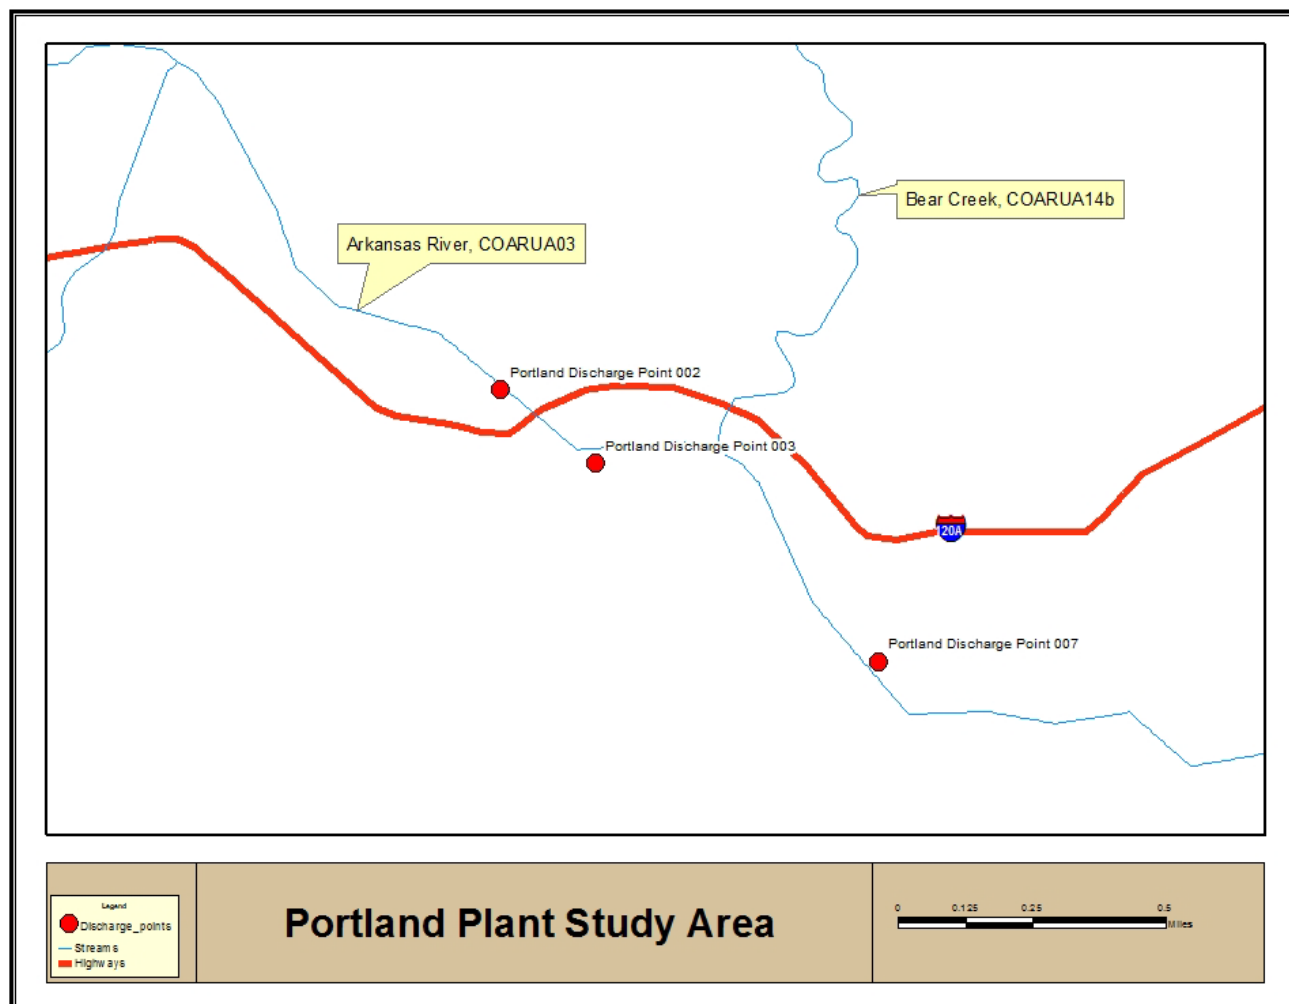 Bear Creek, COARUA14b
Arkansas River, COARUA03
Portland Discharge Point 002
Portland Discharge Point 003
20A
Portland Discharge Point 007
Legend
Discharge_points
Streams
Highways
Portland Plant Study Area
0 0.125 0.25 0.5
Miles